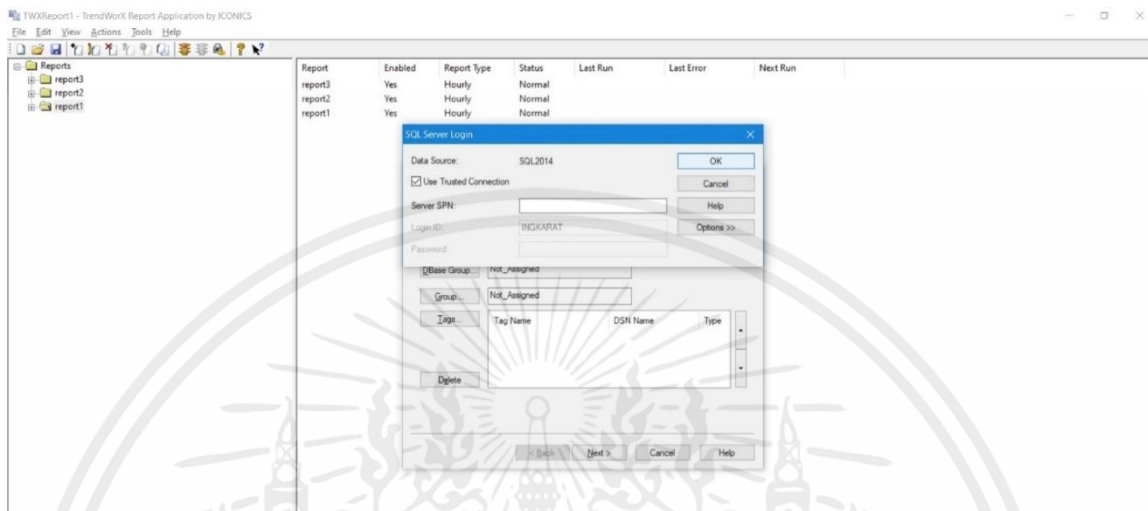 TWXReport1 - TrendWorX Report Application by ICONICS
File Edit View Actions Tools Help
Reports
report3
report2
report1
Report Enabled Report Type Status Last Run Last Error Next Run
report3 Yes Hourly Normal
report2 Yes Hourly Normal
report1 Yes Hourly Normal
SQL Server Login
Data Source: SQL2014 OK
Use Trusted Connection Cancel
Server SPN: Help
Login ID: INGKARAT Options >>
Password:
DBase Group... Not_Assigned
Group... Not_Assigned
Tags... Tag Name DSN Name Type
Delete
< Back Next > Cancel Help